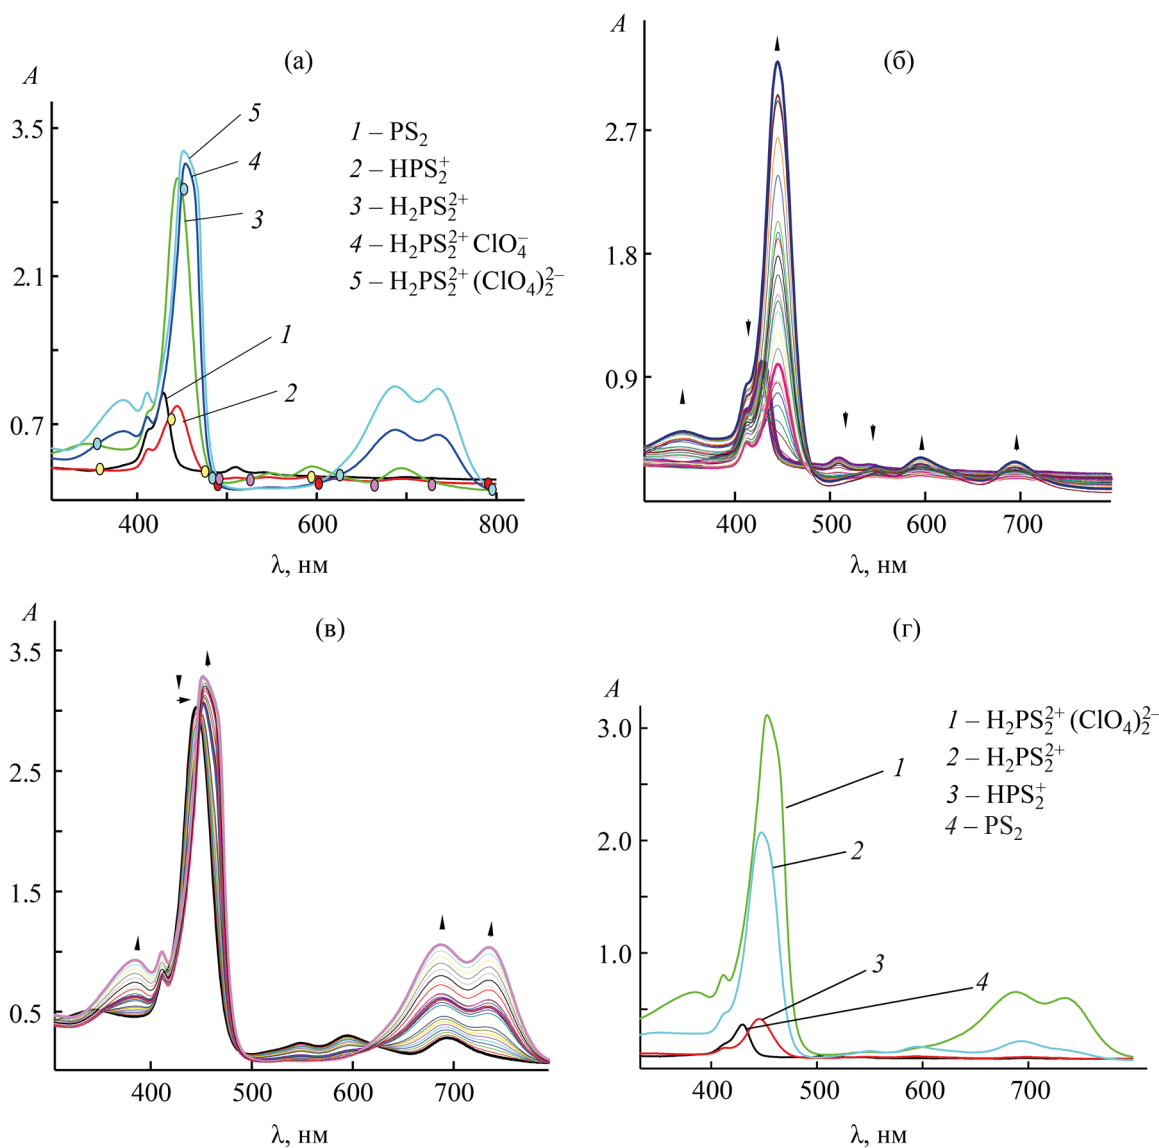 (а)
A
3.5
2.1
0.7
5
4
3
1
2
1 – PS₂
2 – HPS₂⁺
3 – H₂PS₂²⁺
4 – H₂PS₂²⁺ ClO₄⁻
5 – H₂PS₂²⁺ (ClO₄)₂²⁻
400 600 800
λ, нм
(б)
A
2.7
1.8
0.9
400 500 600 700
λ, нм
(в)
A
3.5
2.5
1.5
0.5
400 500 600 700
λ, нм
(г)
A
3.0
2.0
1.0
1
2
3
4
1 – H₂PS₂²⁺ (ClO₄)₂²⁻
2 – H₂PS₂²⁺
3 – HPS₂⁺
4 – PS₂
400 500 600 700
λ, нм